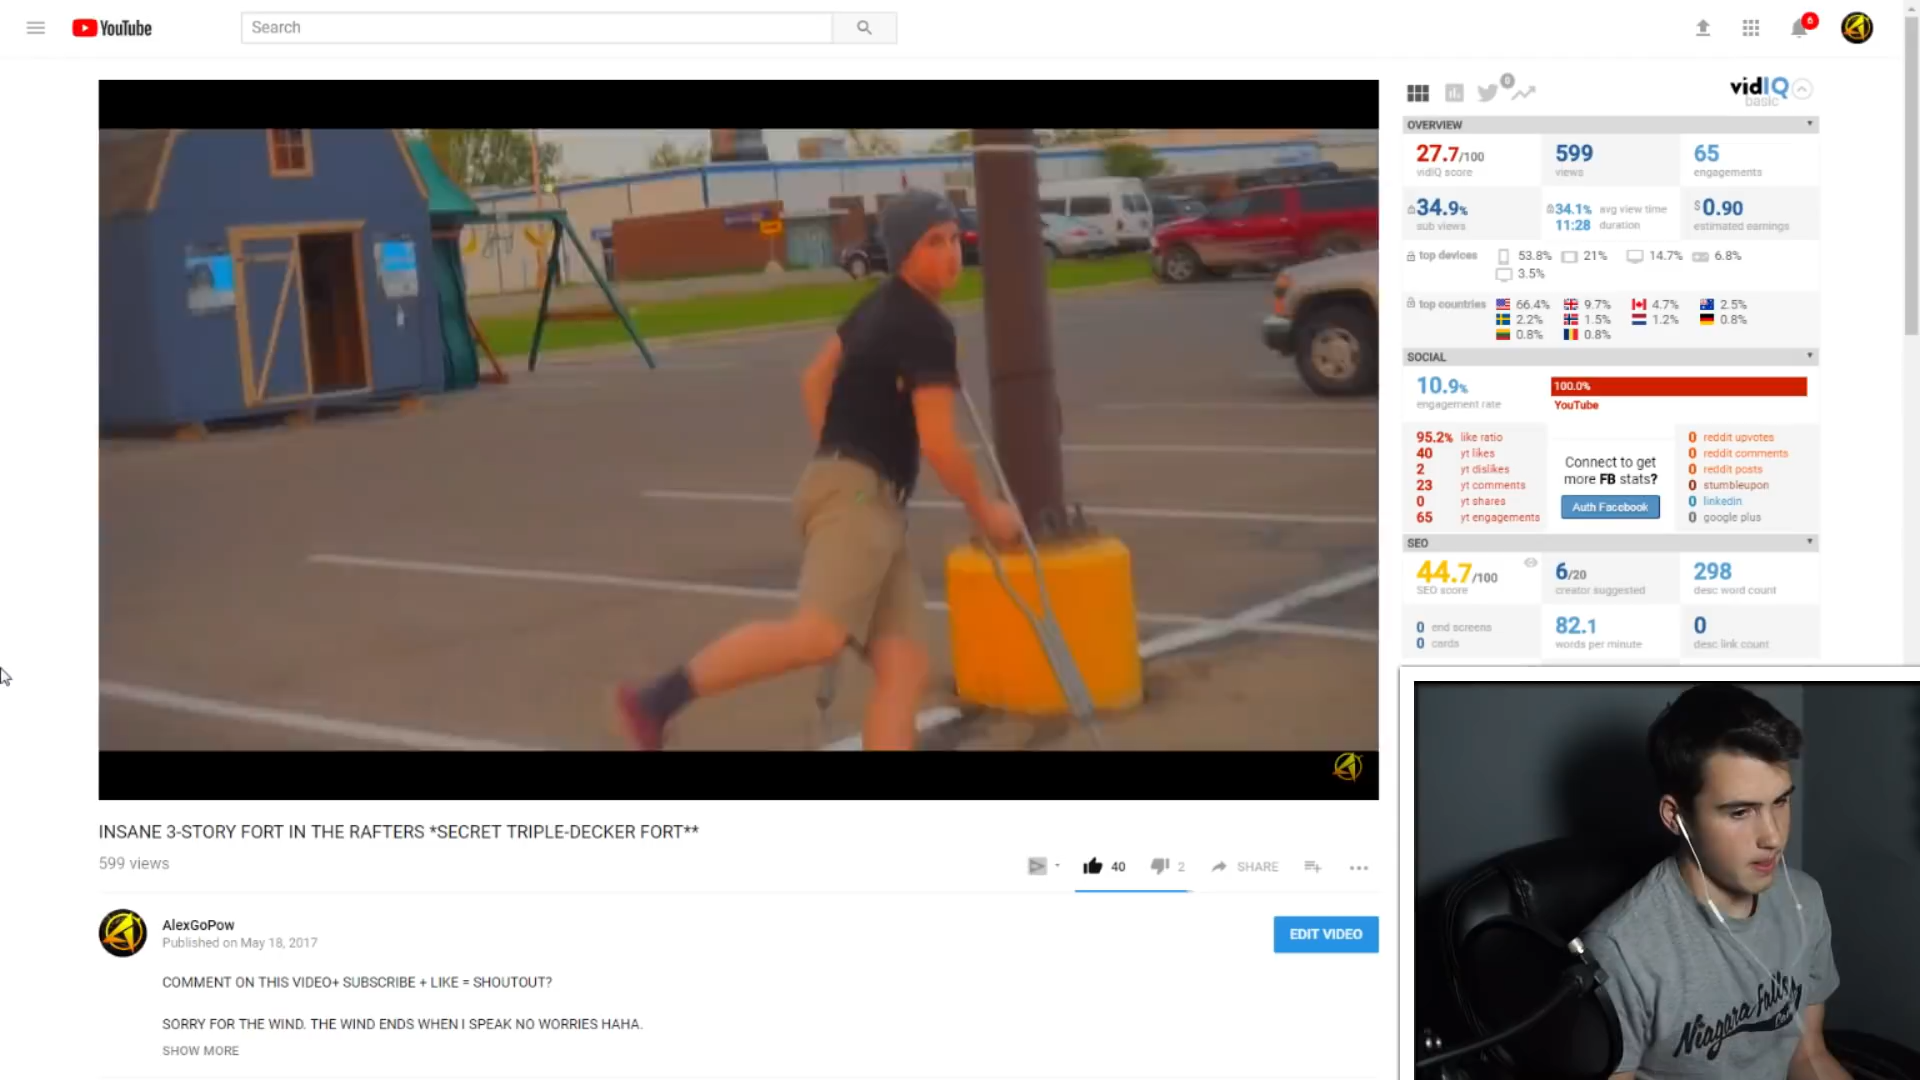 YouTube
Search
6
0
vidIQ
basic
OVERVIEW
27.7/100
vidIQ score
599
views
65
engagements
34.9%
sub views
34.1% avg view time
11:28 duration
$0.90
estimated earnings
top devices 53.8% 21% 14.7% 6.8%
3.5%
top countries 66.4% 9.7% 4.7% 2.5%
2.2% 1.5% 1.2% 0.8%
0.8% 0.8%
SOCIAL
10.9%
engagement rate
100.0%
YouTube
95.2% like ratio
40 yt likes
2 yt dislikes
23 yt comments
0 yt shares
65 yt engagements
Connect to get
more FB stats?
Auth Facebook
0 reddit upvotes
0 reddit comments
0 reddit posts
0 stumbleupon
0 linkedin
0 google plus
SEO
44.7/100
SEO score
6/20
creator suggested
298
desc word count
0 end screens
0 cards
82.1
words per minute
0
desc link count
INSANE 3-STORY FORT IN THE RAFTERS *SECRET TRIPLE-DECKER FORT**
599 views
40
2
SHARE
AlexGoPow
Published on May 18, 2017
EDIT VIDEO
COMMENT ON THIS VIDEO+ SUBSCRIBE + LIKE = SHOUTOUT?
SORRY FOR THE WIND. THE WIND ENDS WHEN I SPEAK NO WORRIES HAHA.
SHOW MORE
Niagara Falls